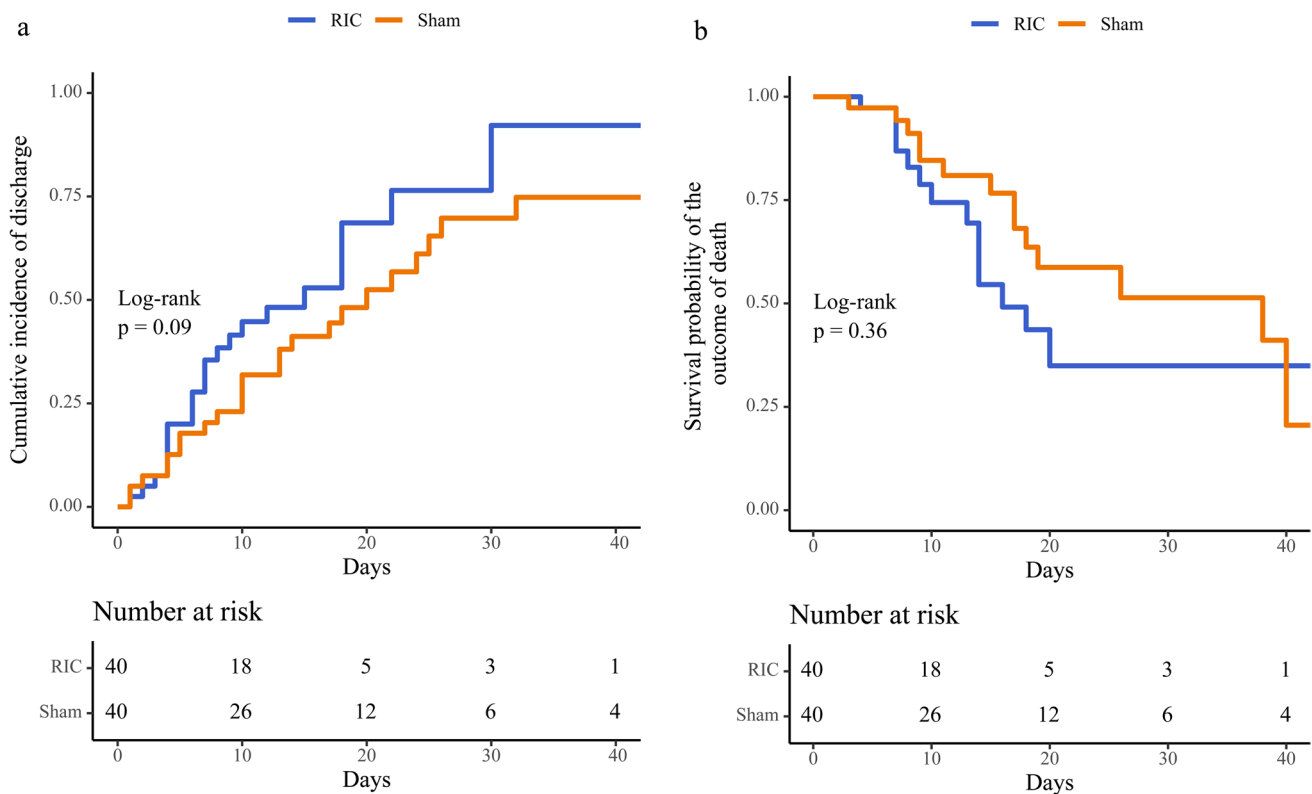 a
RIC Sham
Cumulative incidence of discharge
1.00
0.75
0.50
0.25
0.00
Log-rank
p = 0.09
0 10 20 30 40
Days
Number at risk
RIC 40 18 5 3 1
Sham 40 26 12 6 4
0 10 20 30 40
Days
b
RIC Sham
Survival probability of the
outcome of death
1.00
0.75
0.50
0.25
0.00
Log-rank
p = 0.36
0 10 20 30 40
Days
Number at risk
RIC 40 18 5 3 1
Sham 40 26 12 6 4
0 10 20 30 40
Days